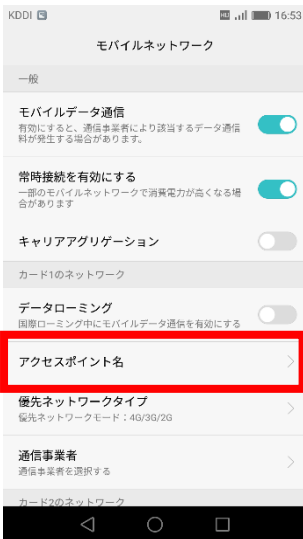 KDDI 16:53
モバイルネットワーク
一般
モバイルデータ通信
有効にすると、通信事業者により該当するデータ通信
料が発生する場合があります。
常時接続を有効にする
一部のモバイルネットワークで消費電力が高くなる場
合があります
キャリアアグリゲーション
カード1のネットワーク
データローミング
国際ローミング中にモバイルデータ通信を有効にする
アクセスポイント名
優先ネットワークタイプ
優先ネットワークモード：4G/3G/2G
通信事業者
通信事業者を選択する
カード2のネットワーク